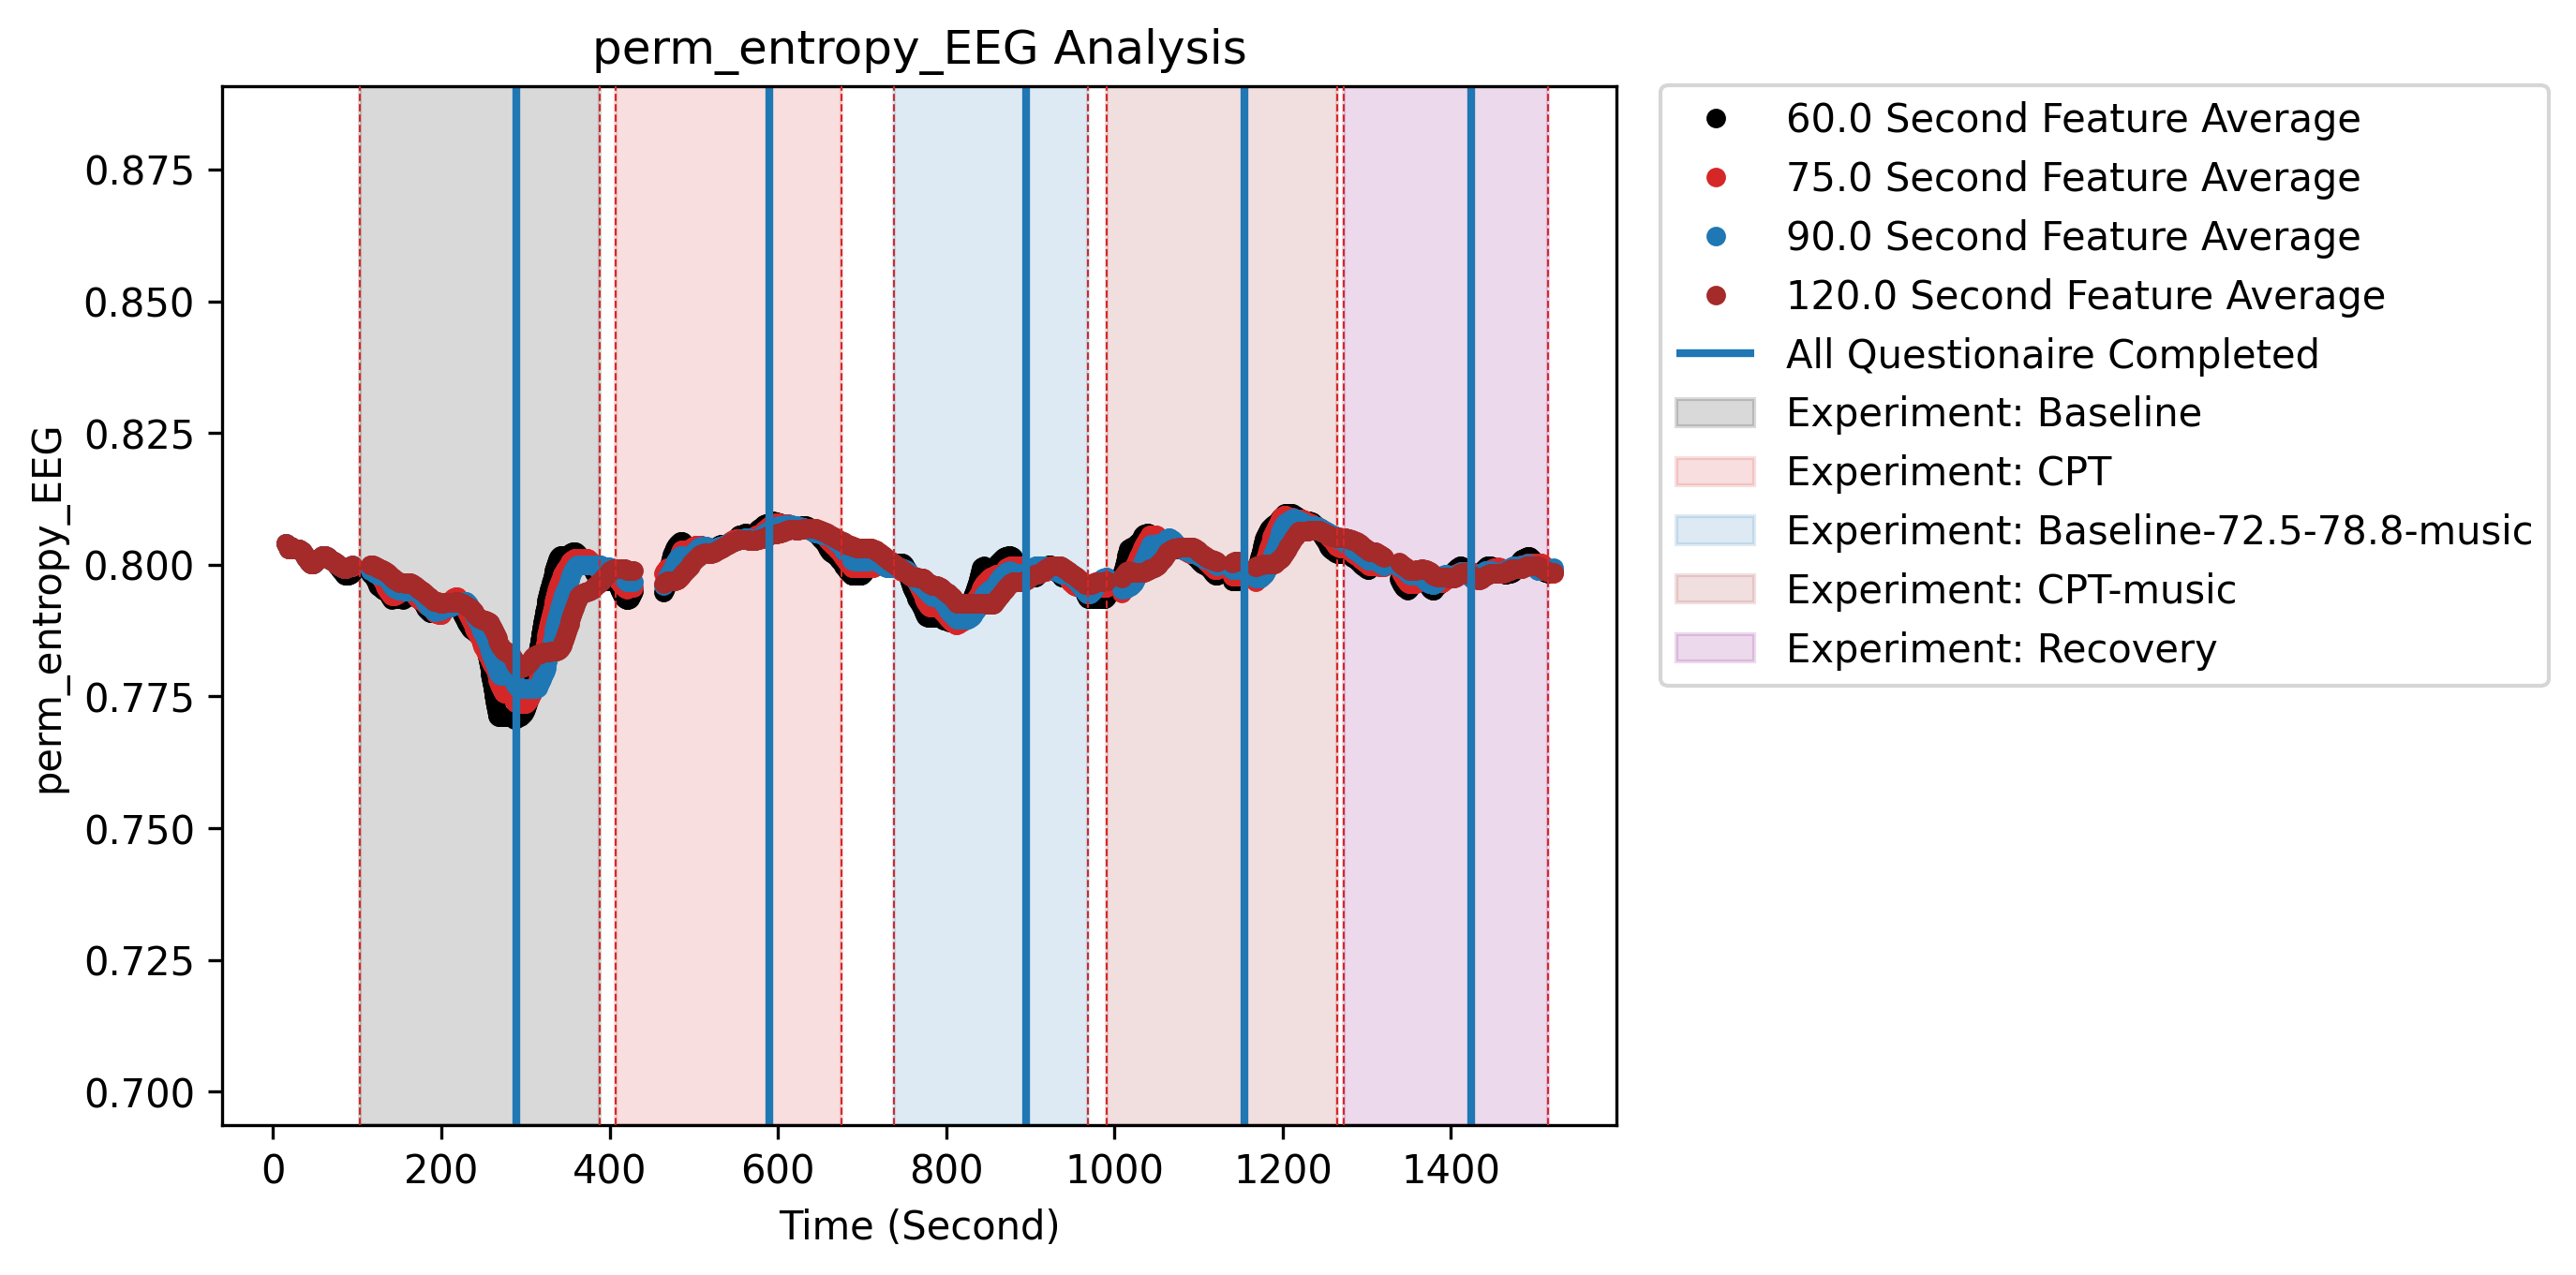 perm_entropy_EEG Analysis
perm_entropy_EEG
0.875
0.850
0.825
0.800
0.775
0.750
0.725
0.700
0
200
400
600
800
1000
1200
1400
Time (Second)
60.0 Second Feature Average
75.0 Second Feature Average
90.0 Second Feature Average
120.0 Second Feature Average
All Questionaire Completed
Experiment: Baseline
Experiment: CPT
Experiment: Baseline-72.5-78.8-music
Experiment: CPT-music
Experiment: Recovery